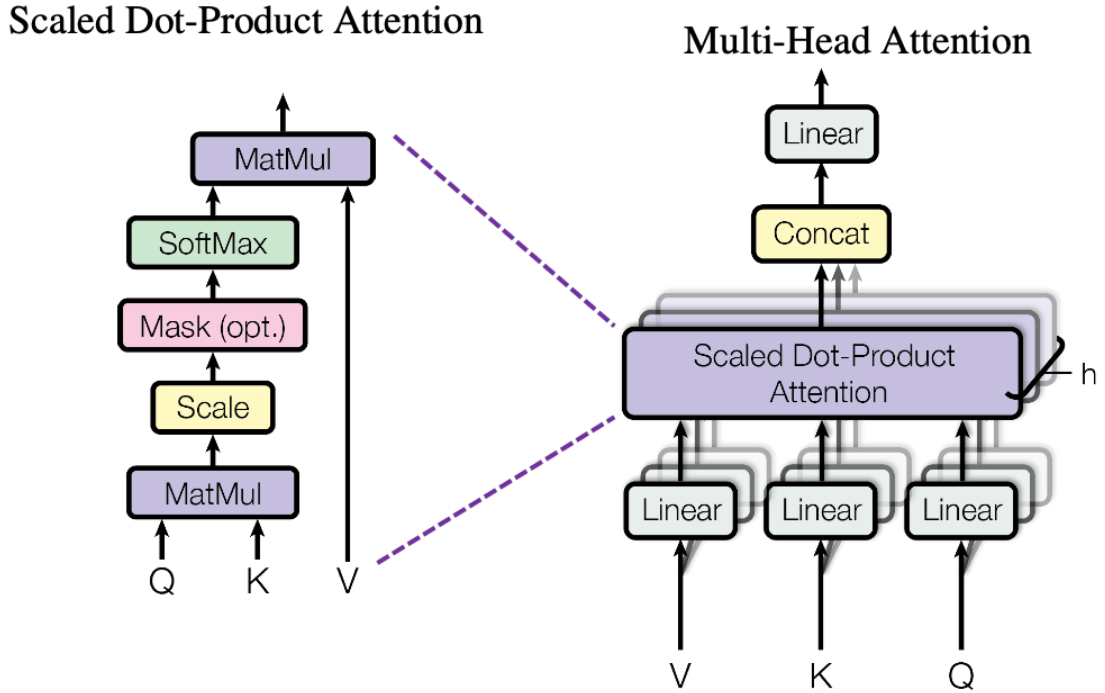 Scaled Dot-Product Attention
MatMul
SoftMax
Mask (opt.)
Scale
MatMul
Q K V
Multi-Head Attention
Linear
Concat
Scaled Dot-Product
Attention
h
Linear Linear Linear
V K Q